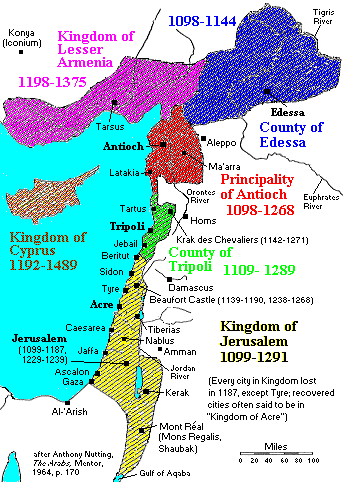 Konya
(Iconium)
Kingdom of
Lesser
Armenia
1198-1375
1098-1144
Tigris
River
Tarsus
Edessa
County of
Edessa
Antioch
Aleppo
Ma'arra
Latakia
Orontes
River
Principality
of Antioch
1098-1268
Euphrates
River
Kingdom of
Cyprus
1192-1489
Tartus
Homs
Tripoli
Krak des Chevaliers (1142-1271)
Jebail
Beritut
County of
Tripoli
1109- 1289
Sidon
Damascus
Tyre
Beaufort Castle (1139-1190, 1238-1268)
Acre
Caesarea
Tiberias
Nablus
Kingdom of
Jerusalem
1099-1291
Jerusalem
(1099-1187,
1229-1239)
Jaffa
Amman
Jordan
River
Ascalon
Gaza
Kerak
(Every city in Kingdom lost
in 1187, except Tyre; recovered
cities often said to be in
"Kingdom of Acre")
Al-'Arish
Mont Réal
(Mons Regalis,
Shaubak)
Miles
0 20 40 60 80 100
after Anthony Nutting,
The Arabs, Mentor,
1964, p. 170
Gulf of Aqaba